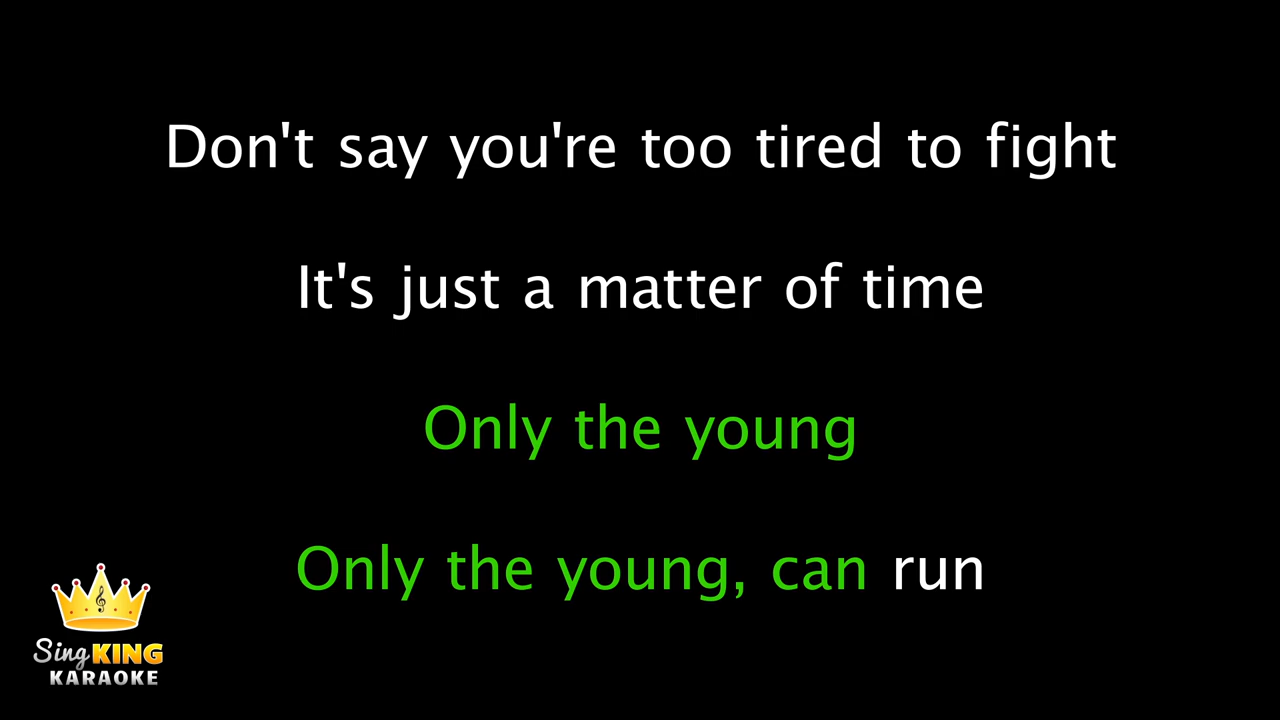 Don't say you're too tired to fight
It's just a matter of time
Only the young
Only the young, can run
Sing KING
KARAOKE